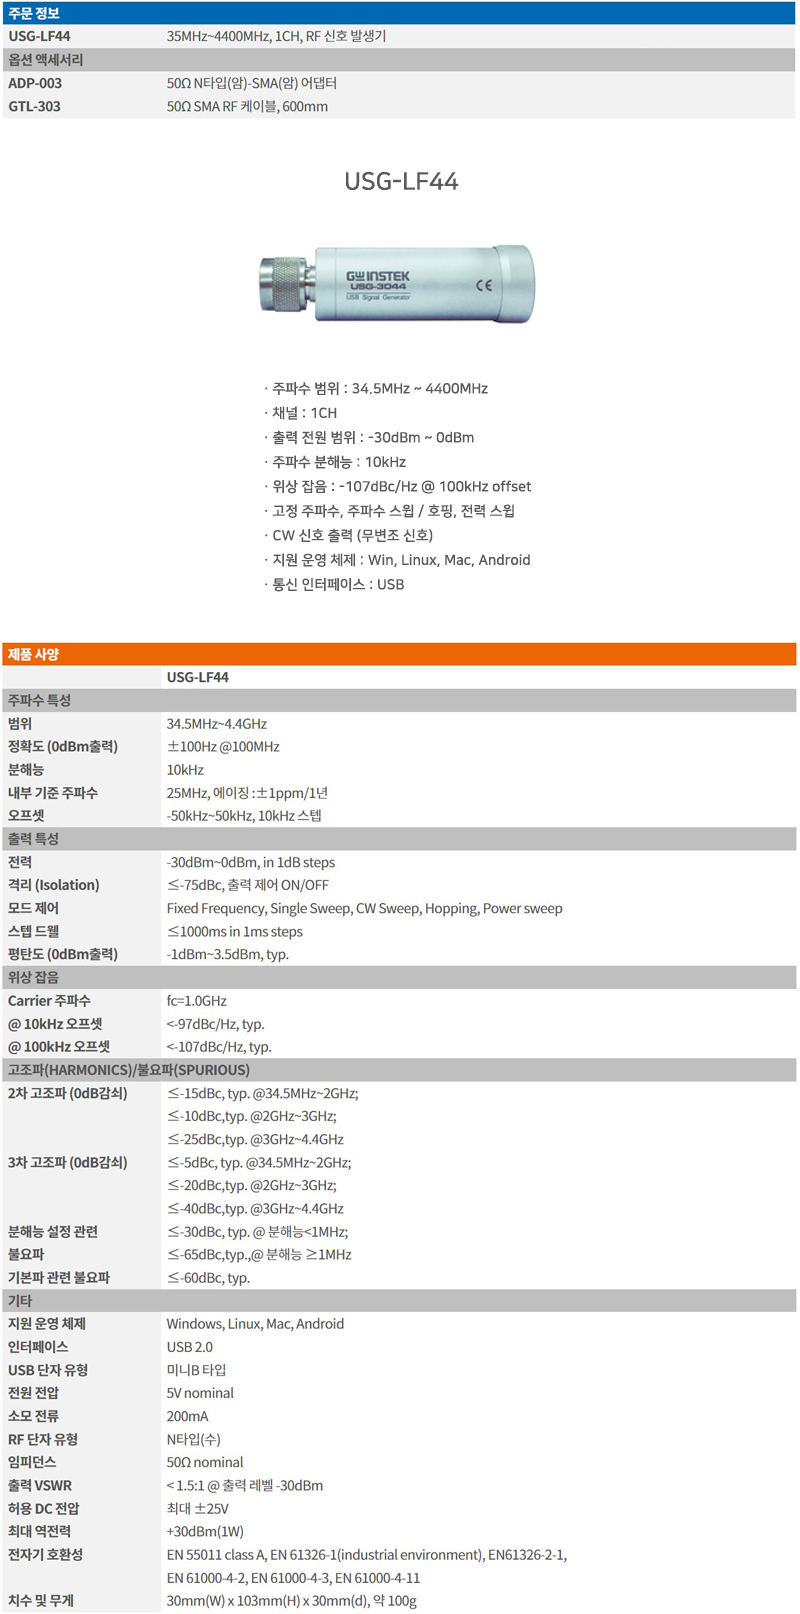 주문 정보
USG-LF44 35MHz~4400MHz, 1CH, RF 신호 발생기
옵션 액세서리
ADP-003 50Ω N타입(암)-SMA(암) 어댑터
GTL-303 50Ω SMA RF 케이블, 600mm
USG-LF44
GWINSTEK
USG-3044
USB Signal Generator
CE
· 주파수 범위 : 34.5MHz ~ 4400MHz
· 채널 : 1CH
· 출력 전원 범위 : -30dBm ~ 0dBm
· 주파수 분해능 : 10kHz
· 위상 잡음 : -107dBc/Hz @ 100kHz offset
· 고정 주파수, 주파수 스윕 / 호핑, 전력 스윕
· CW 신호 출력 (무변조 신호)
· 지원 운영 체제 : Win, Linux, Mac, Android
· 통신 인터페이스 : USB
제품 사양
USG-LF44
주파수 특성
범위 34.5MHz~4.4GHz
정확도 (0dBm출력) ±100Hz @100MHz
분해능 10kHz
내부 기준 주파수 25MHz, 에이징 :±1ppm/1년
오프셋 -50kHz~50kHz, 10kHz 스텝
출력 특성
전력 -30dBm~0dBm, in 1dB steps
격리 (Isolation) ≤-75dBc, 출력 제어 ON/OFF
모드 제어 Fixed Frequency, Single Sweep, CW Sweep, Hopping, Power sweep
스텝 드웰 ≤1000ms in 1ms steps
평탄도 (0dBm출력) -1dBm~3.5dBm, typ.
위상 잡음
Carrier 주파수 fc=1.0GHz
@ 10kHz 오프셋 <-97dBc/Hz, typ.
@ 100kHz 오프셋 <-107dBc/Hz, typ.
고조파(HARMONICS)/불요파(SPURIOUS)
2차 고조파 (0dB감쇠) ≤-15dBc, typ. @34.5MHz~2GHz;
≤-10dBc,typ. @2GHz~3GHz;
≤-25dBc,typ. @3GHz~4.4GHz
3차 고조파 (0dB감쇠) ≤-5dBc, typ. @34.5MHz~2GHz;
≤-20dBc,typ. @2GHz~3GHz;
≤-40dBc,typ. @3GHz~4.4GHz
분해능 설정 관련 ≤-30dBc, typ. @ 분해능<1MHz;
불요파 ≤-65dBc,typ.,@ 분해능 ≥1MHz
기본파 관련 불요파 ≤-60dBc, typ.
기타
지원 운영 체제 Windows, Linux, Mac, Android
인터페이스 USB 2.0
USB 단자 유형 미니B 타입
전원 전압 5V nominal
소모 전류 200mA
RF 단자 유형 N타입(수)
임피던스 50Ω nominal
출력 VSWR < 1.5:1 @ 출력 레벨 -30dBm
허용 DC 전압 최대 ±25V
최대 역전력 +30dBm(1W)
전자기 호환성 EN 55011 class A, EN 61326-1(industrial environment), EN61326-2-1,
EN 61000-4-2, EN 61000-4-3, EN 61000-4-11
치수 및 무게 30mm(W) x 103mm(H) x 30mm(d), 약 100g